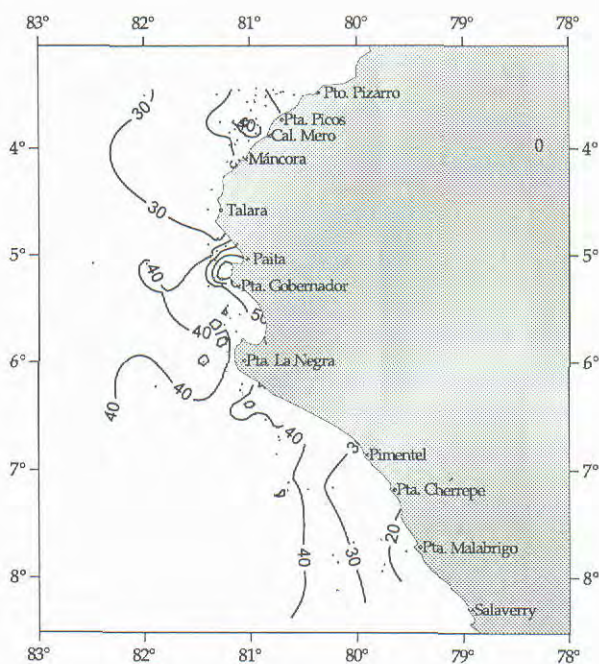 83° 82° 81° 80° 79° 78°
Pto. Pizarro
30
Pta. Picos
40
Cal. Mero
0
4° 4°
Máncora
30
Talara
Paita
5° 5°
40
Pta. Gobernador
50
40
Pta. La Negra
6° 6°
40
40
40
3
Pimentel
7° 7°
Pta. Cherrepe
20
Pta. Malabrigo
40
30
8° 8°
Salaverry
83° 82° 81° 80° 79° 78°